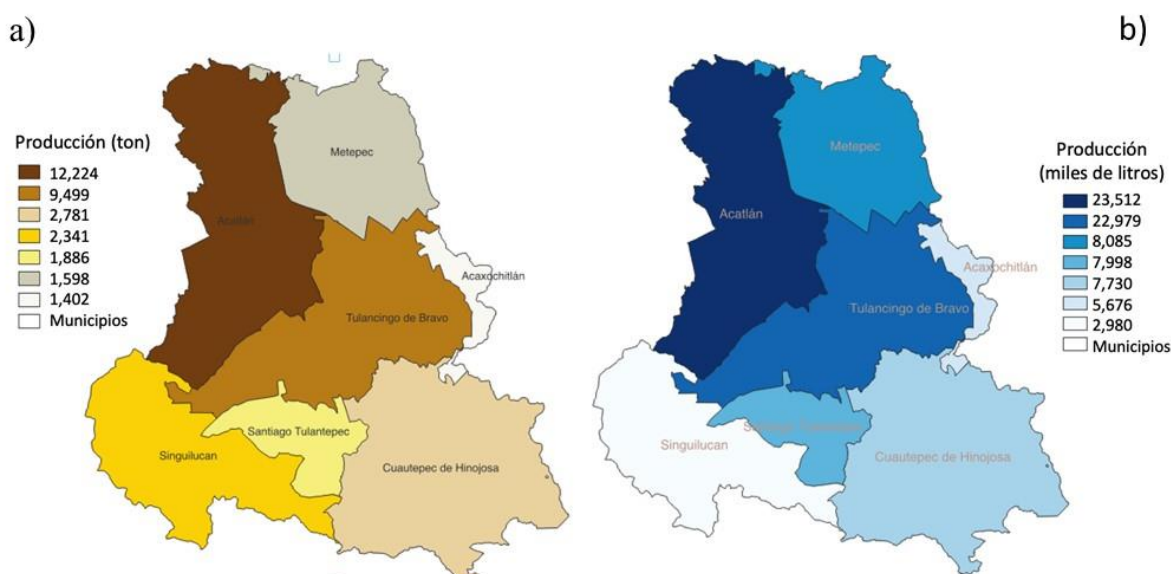 a)
Producción (ton)
12,224
9,499
2,781
2,341
1,886
1,598
1,402
Municipios
Metepec
Acatlán
Acaxochitlán
Tulancingo de Bravo
Santiago Tulantepec
Singuilucan
Cuautepec de Hinojosa
b)
Producción
(miles de litros)
23,512
22,979
8,085
7,998
7,730
5,676
2,980
Municipios
Metepec
Acatlán
Acaxochitlán
Tulancingo de Bravo
Santiago Tulantepec
Singuilucan
Cuautepec de Hinojosa